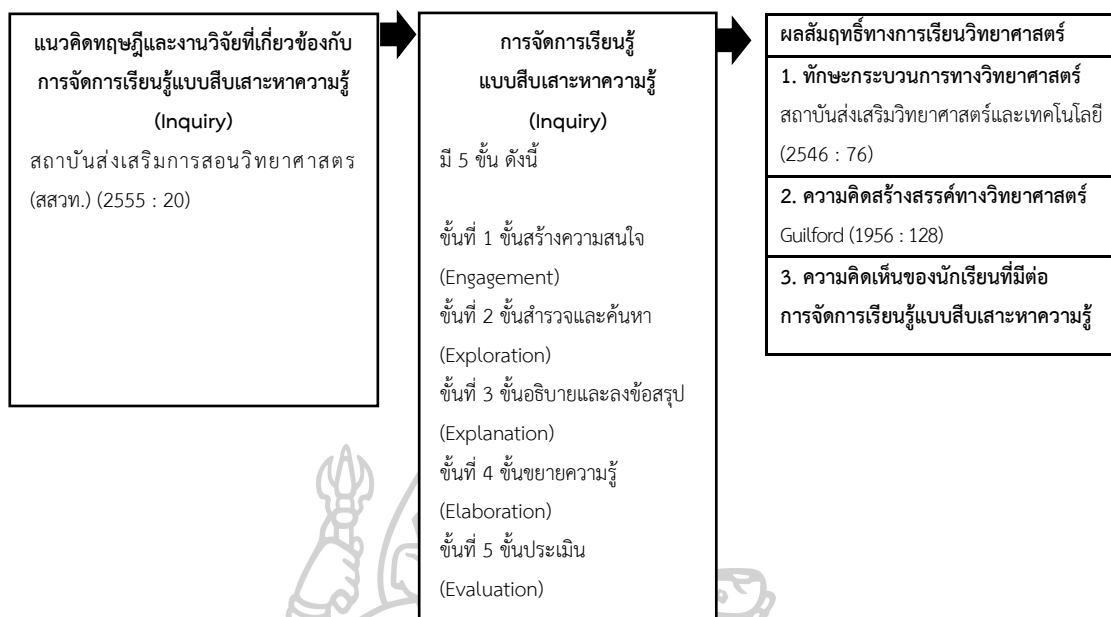 แนวคิดทฤษฎีและงานวิจัยที่เกี่ยวข้องกับ
การจัดการเรียนรู้แบบสืบเสาะหาความรู้
(Inquiry)
สถาบันส่งเสริมการสอนวิทยาศาสตร
(สสวท.) (2555 : 20)
การจัดการเรียนรู้
แบบสืบเสาะหาความรู้
(Inquiry)
มี 5 ขั้น ดังนี้
ขั้นที่ 1 ขั้นสร้างความสนใจ
(Engagement)
ขั้นที่ 2 ขั้นสำรวจและค้นหา
(Exploration)
ขั้นที่ 3 ขั้นอธิบายและลงข้อสรุป
(Explanation)
ขั้นที่ 4 ขั้นขยายความรู้
(Elaboration)
ขั้นที่ 5 ขั้นประเมิน
(Evaluation)
ผลสัมฤทธิ์ทางการเรียนวิทยาศาสตร์
1. ทักษะกระบวนการทางวิทยาศาสตร์
สถาบันส่งเสริมวิทยาศาสตร์และเทคโนโลยี
(2546 : 76)
2. ความคิดสร้างสรรค์ทางวิทยาศาสตร์
Guilford (1956 : 128)
3. ความคิดเห็นของนักเรียนที่มีต่อ
การจัดการเรียนรู้แบบสืบเสาะหาความรู้